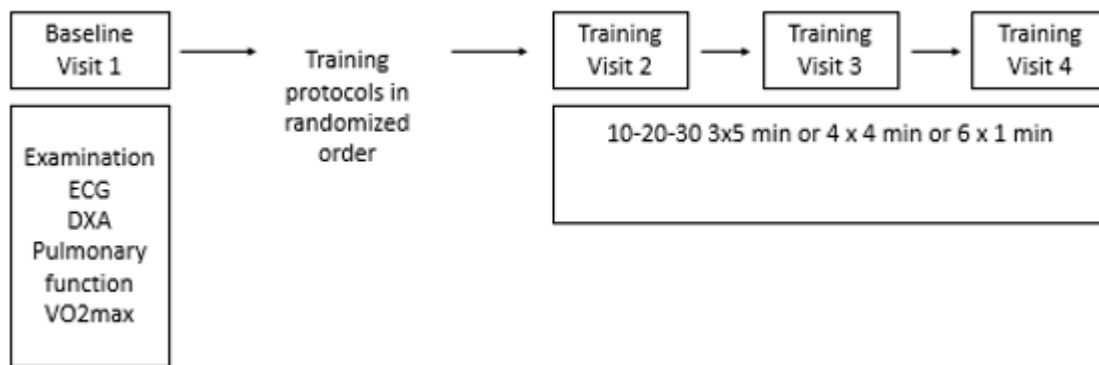 Baseline
Visit 1
Training
protocols in
randomized
order
Training
Visit 2
Training
Visit 3
Training
Visit 4
Examination
ECG
DXA
Pulmonary
function
VO2max
10-20-30 3x5 min or 4 x 4 min or 6 x 1 min